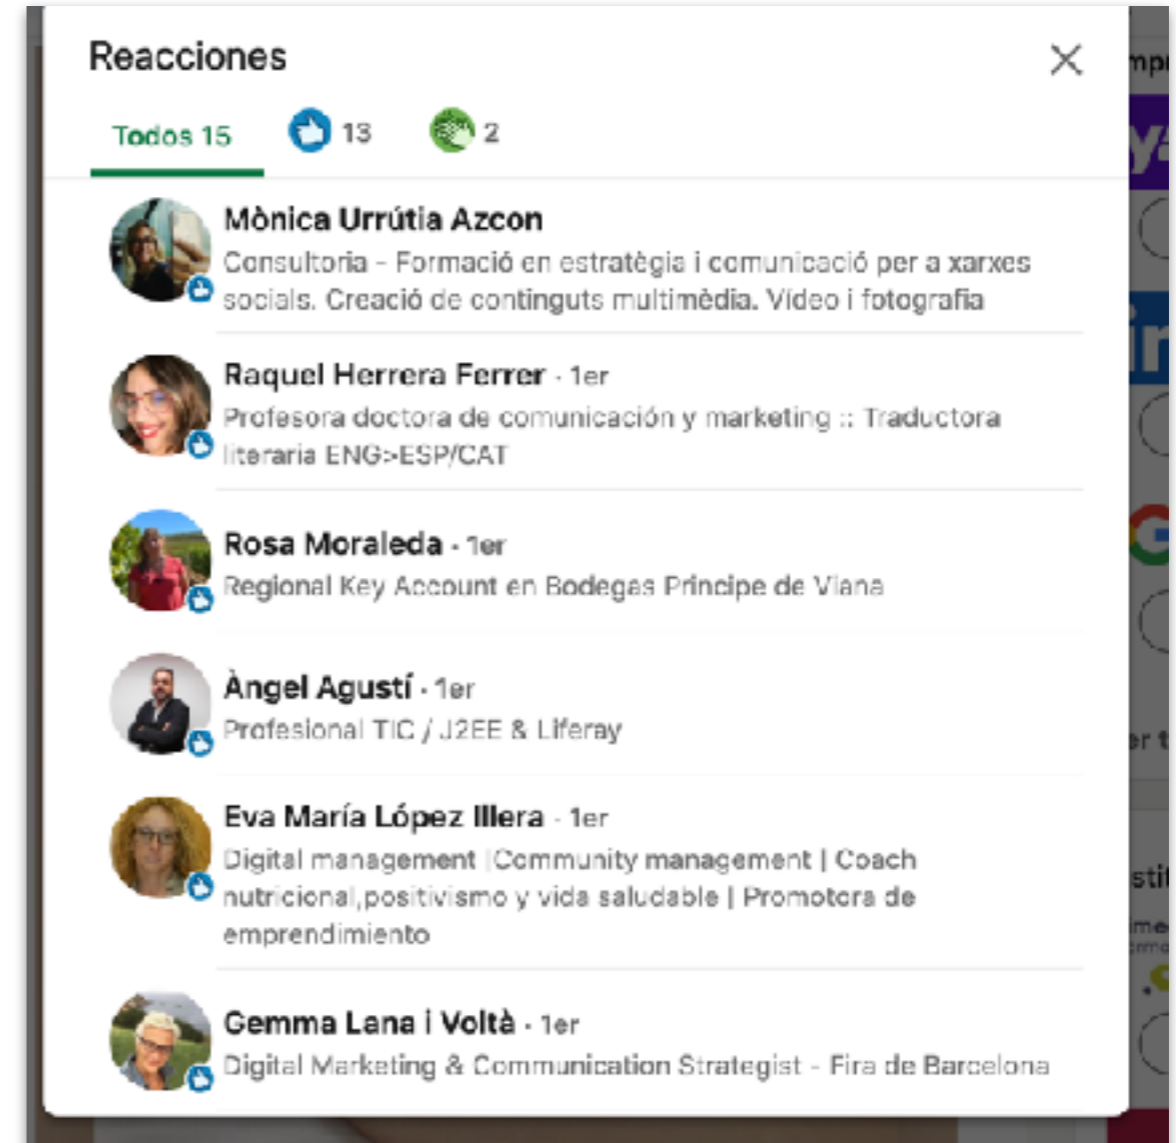 Reacciones
Todos 15 13 2
Mònica Urrútia Azcon
Consultoria - Formació en estratègia i comunicació per a xarxes
socials. Creació de continguts multimèdia. Vídeo i fotografia
Raquel Herrera Ferrer · 1er
Profesora doctora de comunicación y marketing :: Traductora
literaria ENG>ESP/CAT
Rosa Moraleda · 1er
Regional Key Account en Bodegas Principe de Viana
Àngel Agustí · 1er
Profesional TIC / J2EE & Liferay
Eva María López Illera · 1er
Digital management |Community management | Coach
nutricional,positivismo y vida saludable | Promotora de
emprendimiento
Gemma Lana i Voltà · 1er
Digital Marketing & Communication Strategist - Fira de Barcelona